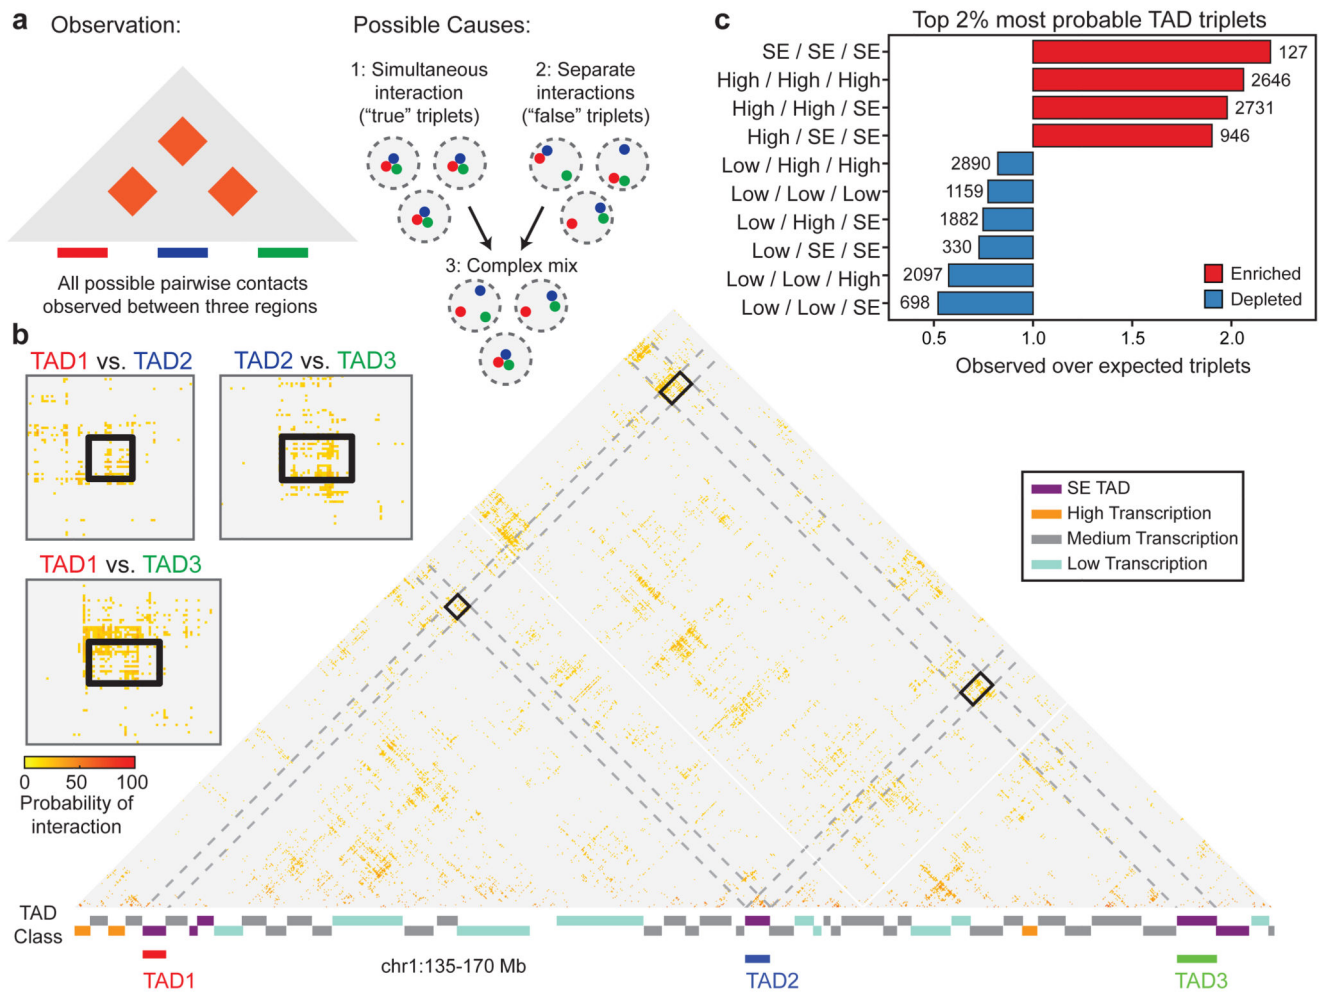 a
Observation:
All possible pairwise contacts
observed between three regions
Possible Causes:
1: Simultaneous
interaction
(“true” triplets)
2: Separate
interactions
(“false” triplets)
3: Complex mix
c
Top 2% most probable TAD triplets
SE / SE / SE
127
High / High / High
2646
High / High / SE
2731
High / SE / SE
946
Low / High / High
2890
Low / Low / Low
1159
Low / High / SE
1882
Low / SE / SE
330
Low / Low / High
2097
Low / Low / SE
698
Enriched
Depleted
0.5 1.0 1.5 2.0
Observed over expected triplets
b
TAD1 vs. TAD2
TAD2 vs. TAD3
TAD1 vs. TAD3
0 50 100
Probability of
interaction
SE TAD
High Transcription
Medium Transcription
Low Transcription
TAD
Class
TAD1
chr1:135-170 Mb
TAD2
TAD3